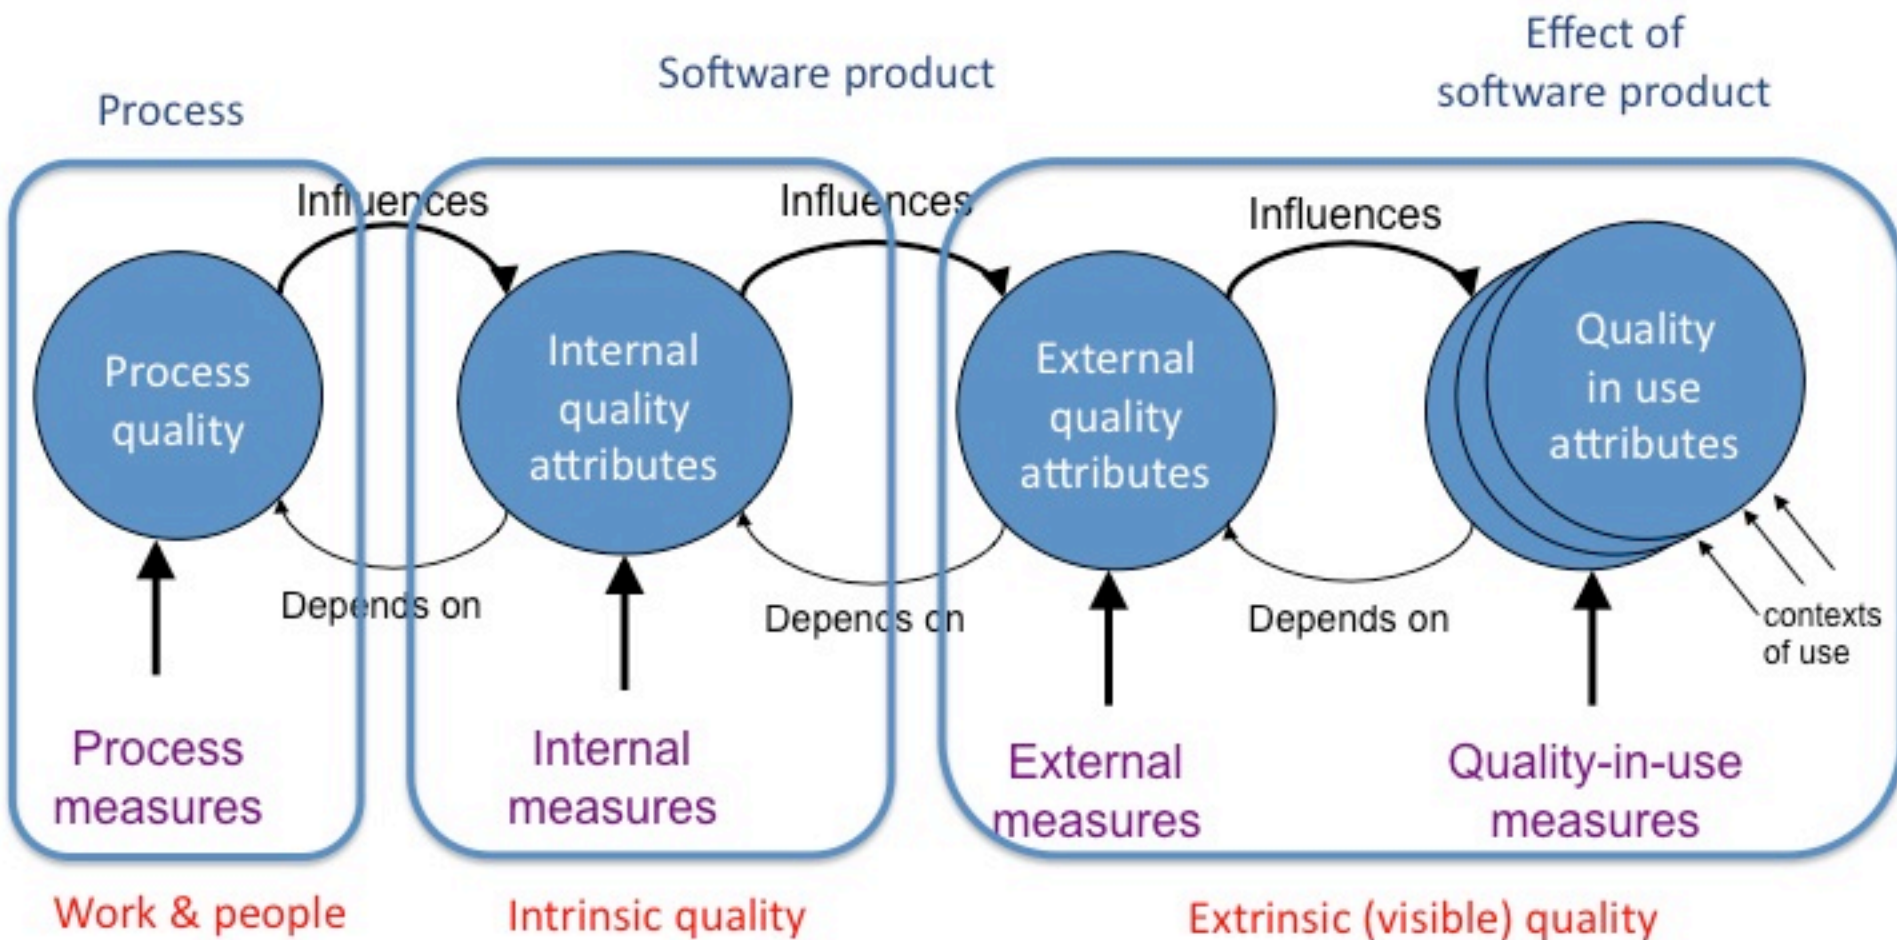 Process
Software product
Effect of
software product
Influences
Influences
Influences
Process
quality
Internal
quality
attributes
External
quality
attributes
Quality
in use
attributes
Depends on
Depends on
Depends on
contexts
of use
Process
measures
Internal
measures
External
measures
Quality-in-use
measures
Work & people
Intrinsic quality
Extrinsic (visible) quality